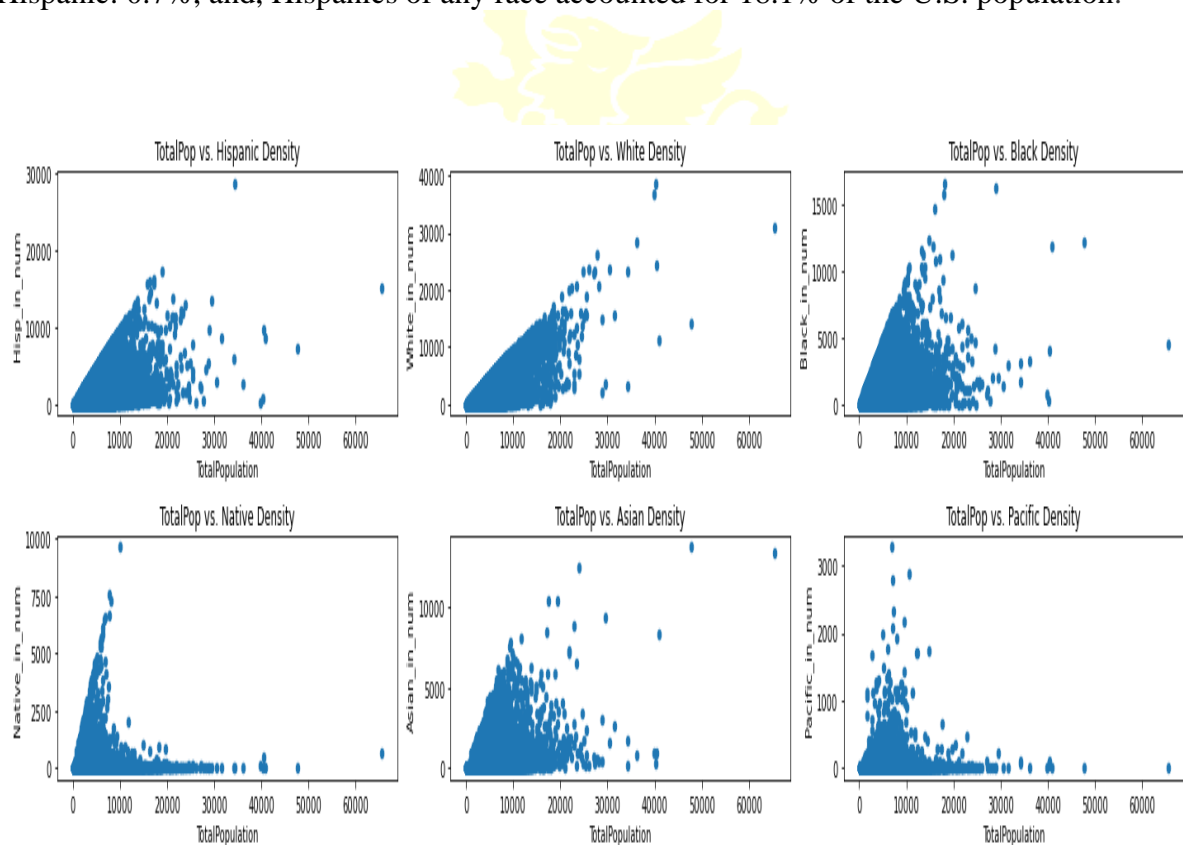 Hispanic: 0.7%; and, Hispanics of any race accounted for 18.1% of the U.S. population.
TotalPop vs. Hispanic Density
TotalPop vs. White Density
TotalPop vs. Black Density
30000
20000
10000
0
Hisp_in_num
40000
30000
20000
10000
0
White_in_num
15000
10000
5000
0
Black_in_num
0 10000 20000 30000 40000 50000 60000
0 10000 20000 30000 40000 50000 60000
0 10000 20000 30000 40000 50000 60000
TotalPopulation
TotalPopulation
TotalPopulation
TotalPop vs. Native Density
TotalPop vs. Asian Density
TotalPop vs. Pacific Density
10000
7500
5000
2500
0
Native_in_num
10000
5000
0
Asian_in_num
3000
2000
1000
0
Pacific_in_num
0 10000 20000 30000 40000 50000 60000
0 10000 20000 30000 40000 50000 60000
0 10000 20000 30000 40000 50000 60000
TotalPopulation
TotalPopulation
TotalPopulation